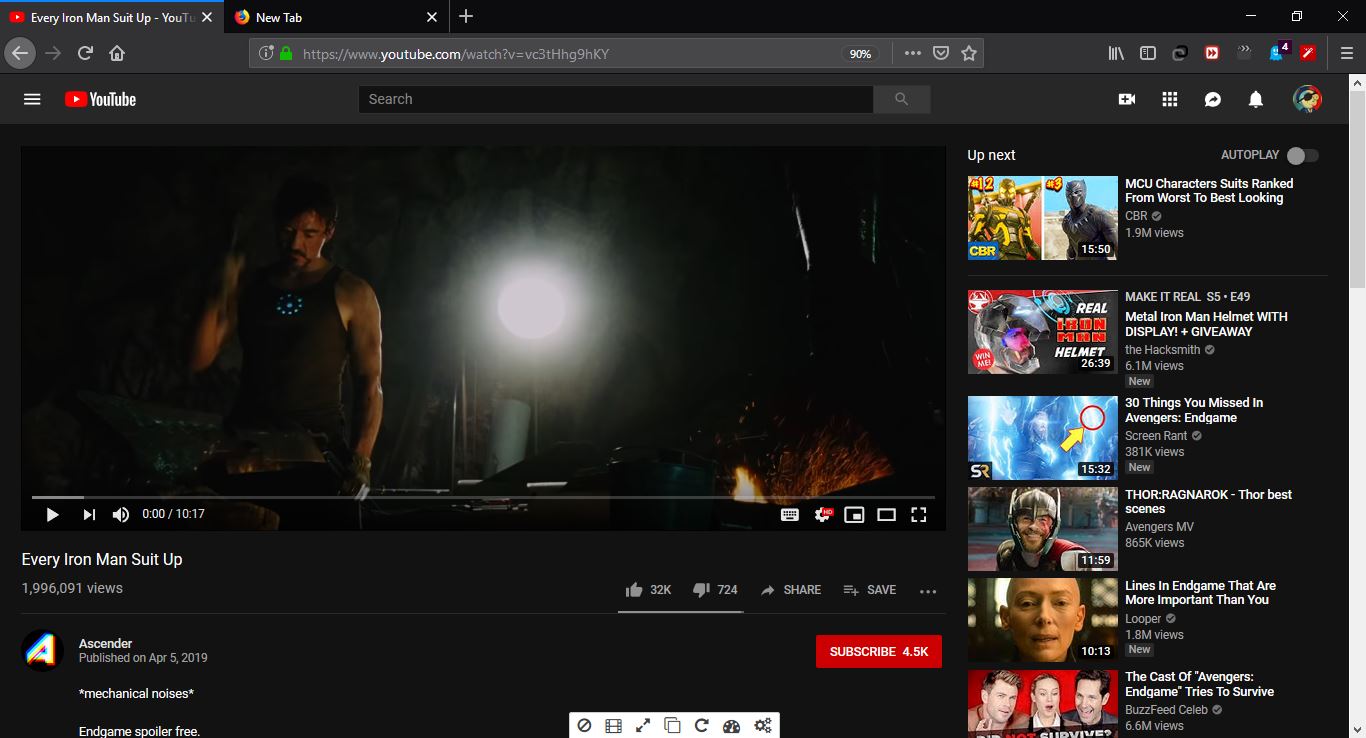 Every Iron Man Suit Up - YouTu
New Tab
https://www.youtube.com/watch?v=vc3tHhg9hKY
90%
4
YouTube
Search
0:00 / 10:17
HD
Every Iron Man Suit Up
1,996,091 views
32K
724
SHARE
SAVE
Ascender
Published on Apr 5, 2019
SUBSCRIBE 4.5K
*mechanical noises*
Endgame spoiler free.
Up next
AUTOPLAY
#12
#3
CBR
15:50
MCU Characters Suits Ranked
From Worst To Best Looking
CBR
1.9M views
REAL
IRON
MAN
HELMET
WIN
ME!
26:39
MAKE IT REAL S5 • E49
Metal Iron Man Helmet WITH
DISPLAY! + GIVEAWAY
the Hacksmith
6.1M views
New
SR
15:32
30 Things You Missed In
Avengers: Endgame
Screen Rant
381K views
New
11:59
THOR:RAGNAROK - Thor best
scenes
Avengers MV
865K views
10:13
Lines In Endgame That Are
More Important Than You
Looper
1.8M views
New
DID NOT SURVIVE?
The Cast Of "Avengers:
Endgame" Tries To Survive
BuzzFeed Celeb
6.6M views